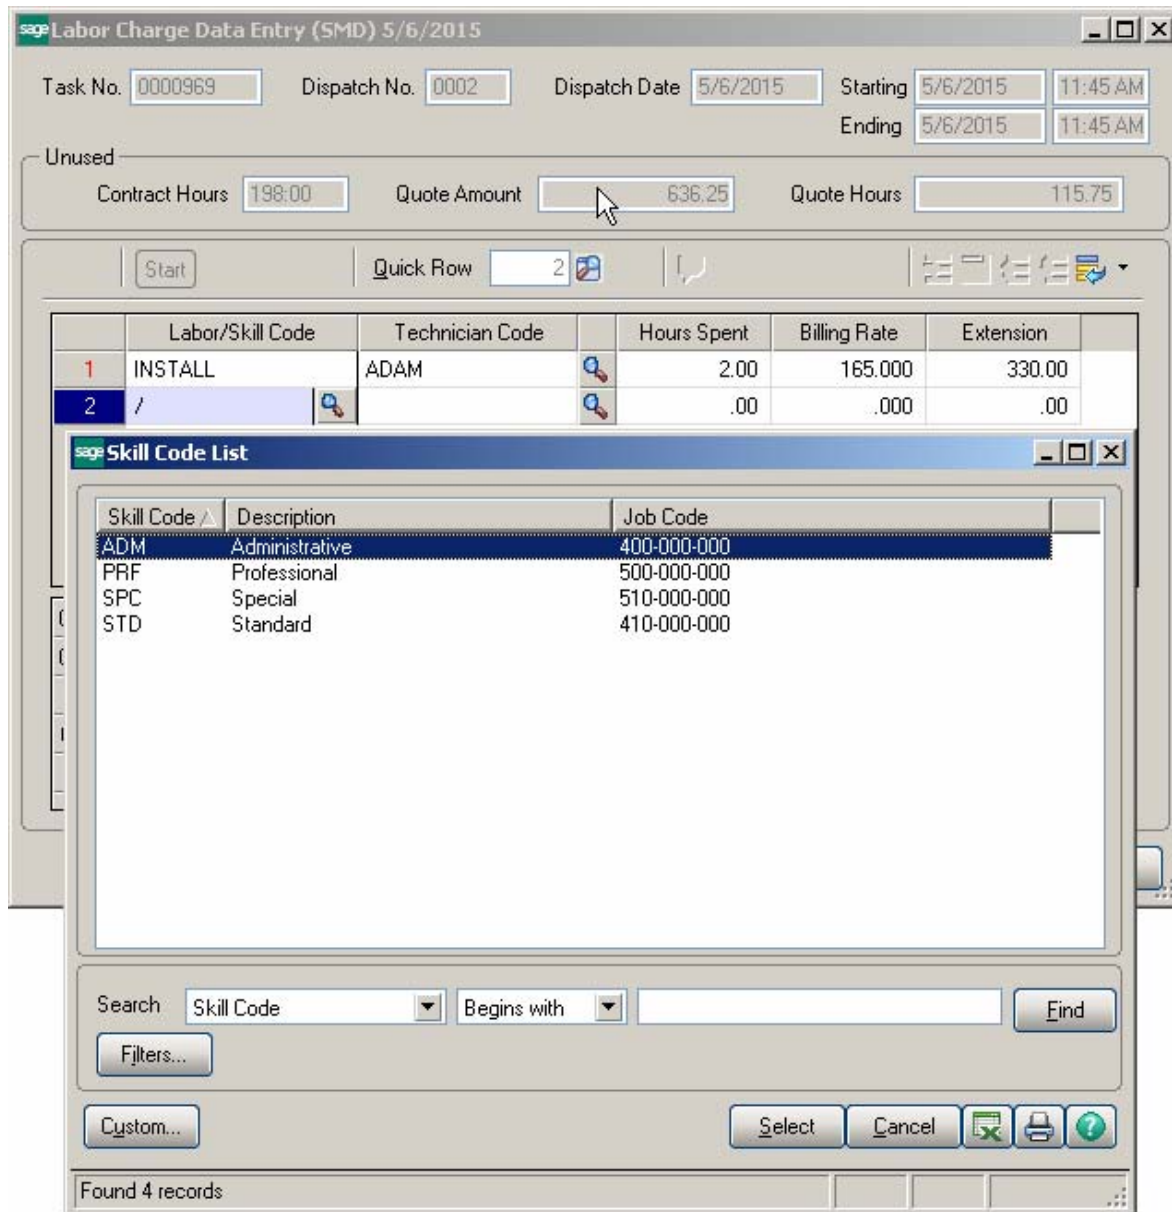 sage Labor Charge Data Entry (SMD) 5/6/2015
Task No. 0000969 Dispatch No. 0002 Dispatch Date 5/6/2015 Starting 5/6/2015 11:45 AM
Ending 5/6/2015 11:45 AM
Unused
Contract Hours 198:00 Quote Amount 636.25 Quote Hours 115.75
Start Quick Row 2
Labor/Skill Code Technician Code Hours Spent Billing Rate Extension
1 INSTALL ADAM 2.00 165.000 330.00
2 / .00 .000 .00
sage Skill Code List
Skill Code Description Job Code
ADM Administrative 400-000-000
PRF Professional 500-000-000
SPC Special 510-000-000
STD Standard 410-000-000
Search Skill Code Begins with Find
Filters...
Custom... Select Cancel
Found 4 records